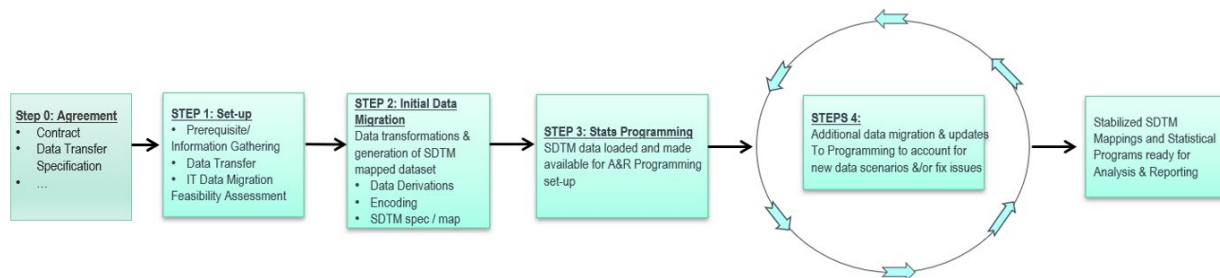 Step 0: Agreement
• Contract
• Data Transfer
Specification
• …
STEP 1: Set-up
• Prerequisite/
Information Gathering
• Data Transfer
• IT Data Migration
Feasibility Assessment
STEP 2: Initial Data
Migration
Data transformations &
generation of SDTM
mapped dataset
• Data Derivations
• Encoding
• SDTM spec / map
STEP 3: Stats Programming
SDTM data loaded and made
available for A&R Programming
set-up
STEPS 4:
Additional data migration & updates
To Programming to account for
new data scenarios &/or fix issues
Stabilized SDTM
Mappings and Statistical
Programs ready for
Analysis & Reporting